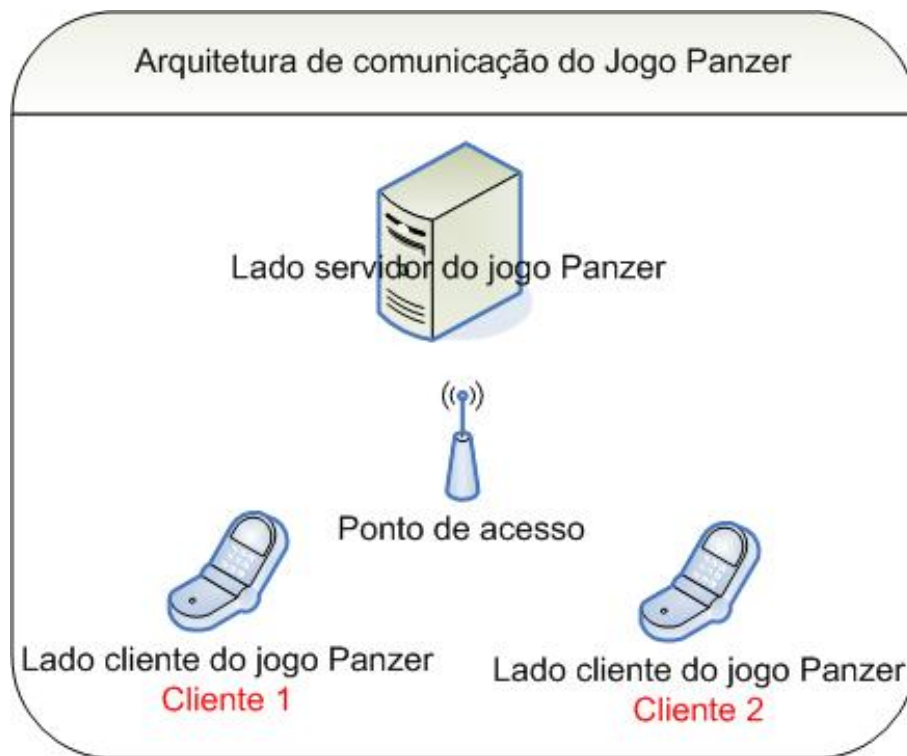 Arquitetura de comunicação do Jogo Panzer
Lado servidor do jogo Panzer
Ponto de acesso
Lado cliente do jogo Panzer
Cliente 1
Lado cliente do jogo Panzer
Cliente 2